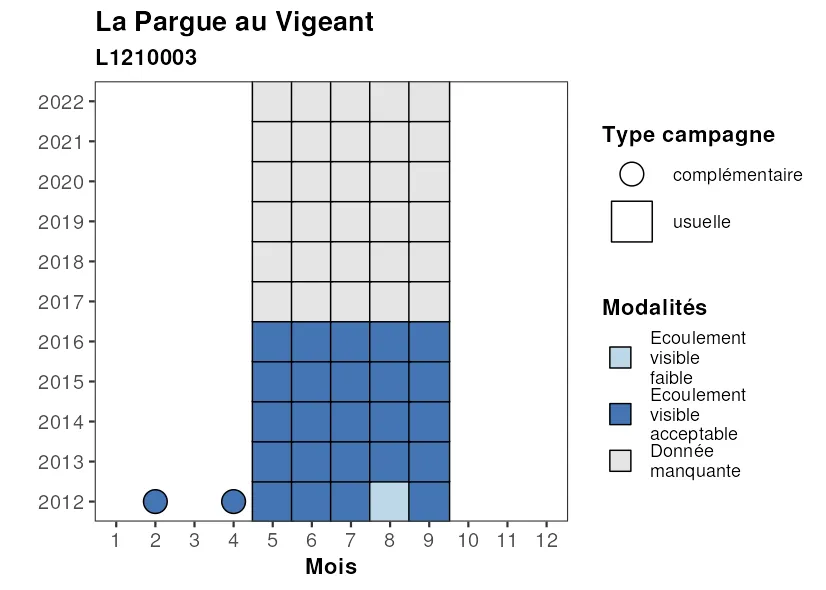 La Pargue au Vigeant
L1210003
2022
2021
2020
2019
2018
2017
2016
2015
2014
2013
2012
1 2 3 4 5 6 7 8 9 10 11 12
Mois
Type campagne
complémentaire
usuelle
Modalités
Ecoulement
visible
faible
Ecoulement
visible
acceptable
Donnée
manquante